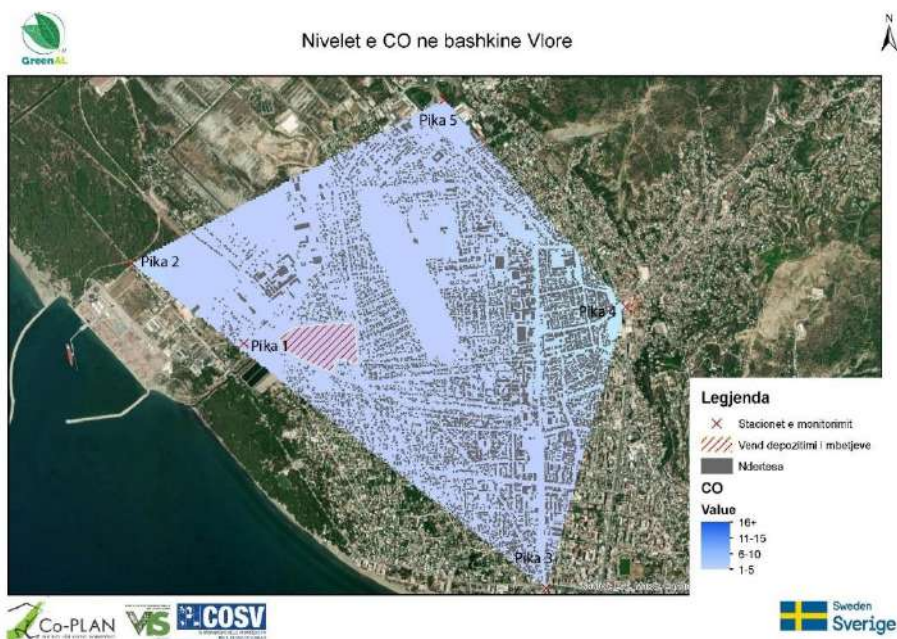 GreenAL
Nivelet e CO ne bashkine Vlore
N
Pika 5
Pika 2
Pika 4
Pika 1
Pika 3
Legjenda
Stacionet e monitorimit
Vend depozitimi i mbetjeve
Ndertesa
CO
Value
16+
11-15
6-10
1-5
Co-PLAN
VIS
COSV
Sweden
Sverige